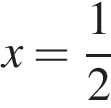 x = 1/2